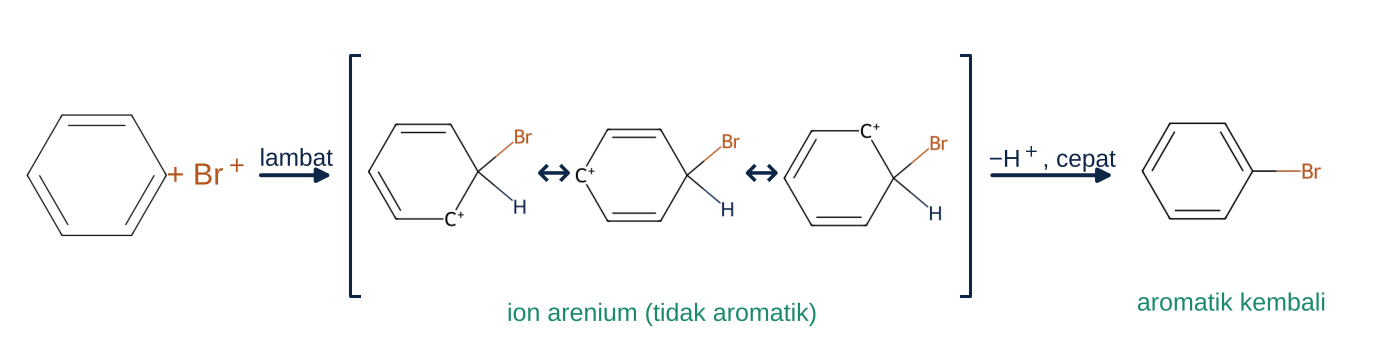 + Br⁺
lambat
Br
H
C⁺
C⁺
Br
H
C⁺
Br
H
−H⁺, cepat
Br
ion arenium (tidak aromatik)
aromatik kembali